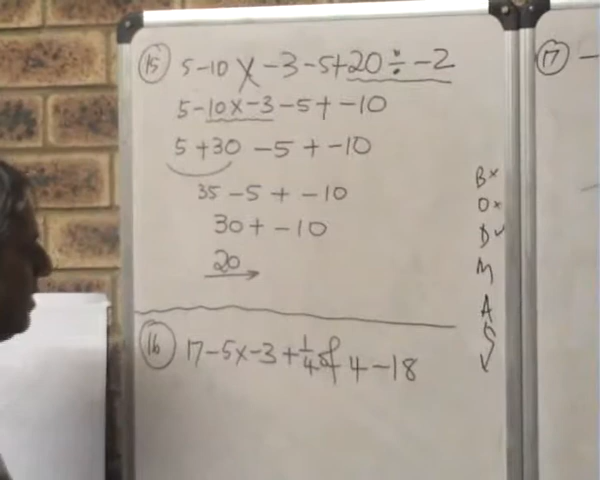 15 5-10 X -3-5+20 ÷ -2
5-10x-3-5+-10
5+30 -5 + -10
35 -5 + -10
30 + -10
20
16 17-5x-3+1/4 of 4-18
17 -
B×
O×
D✓
M
A
S